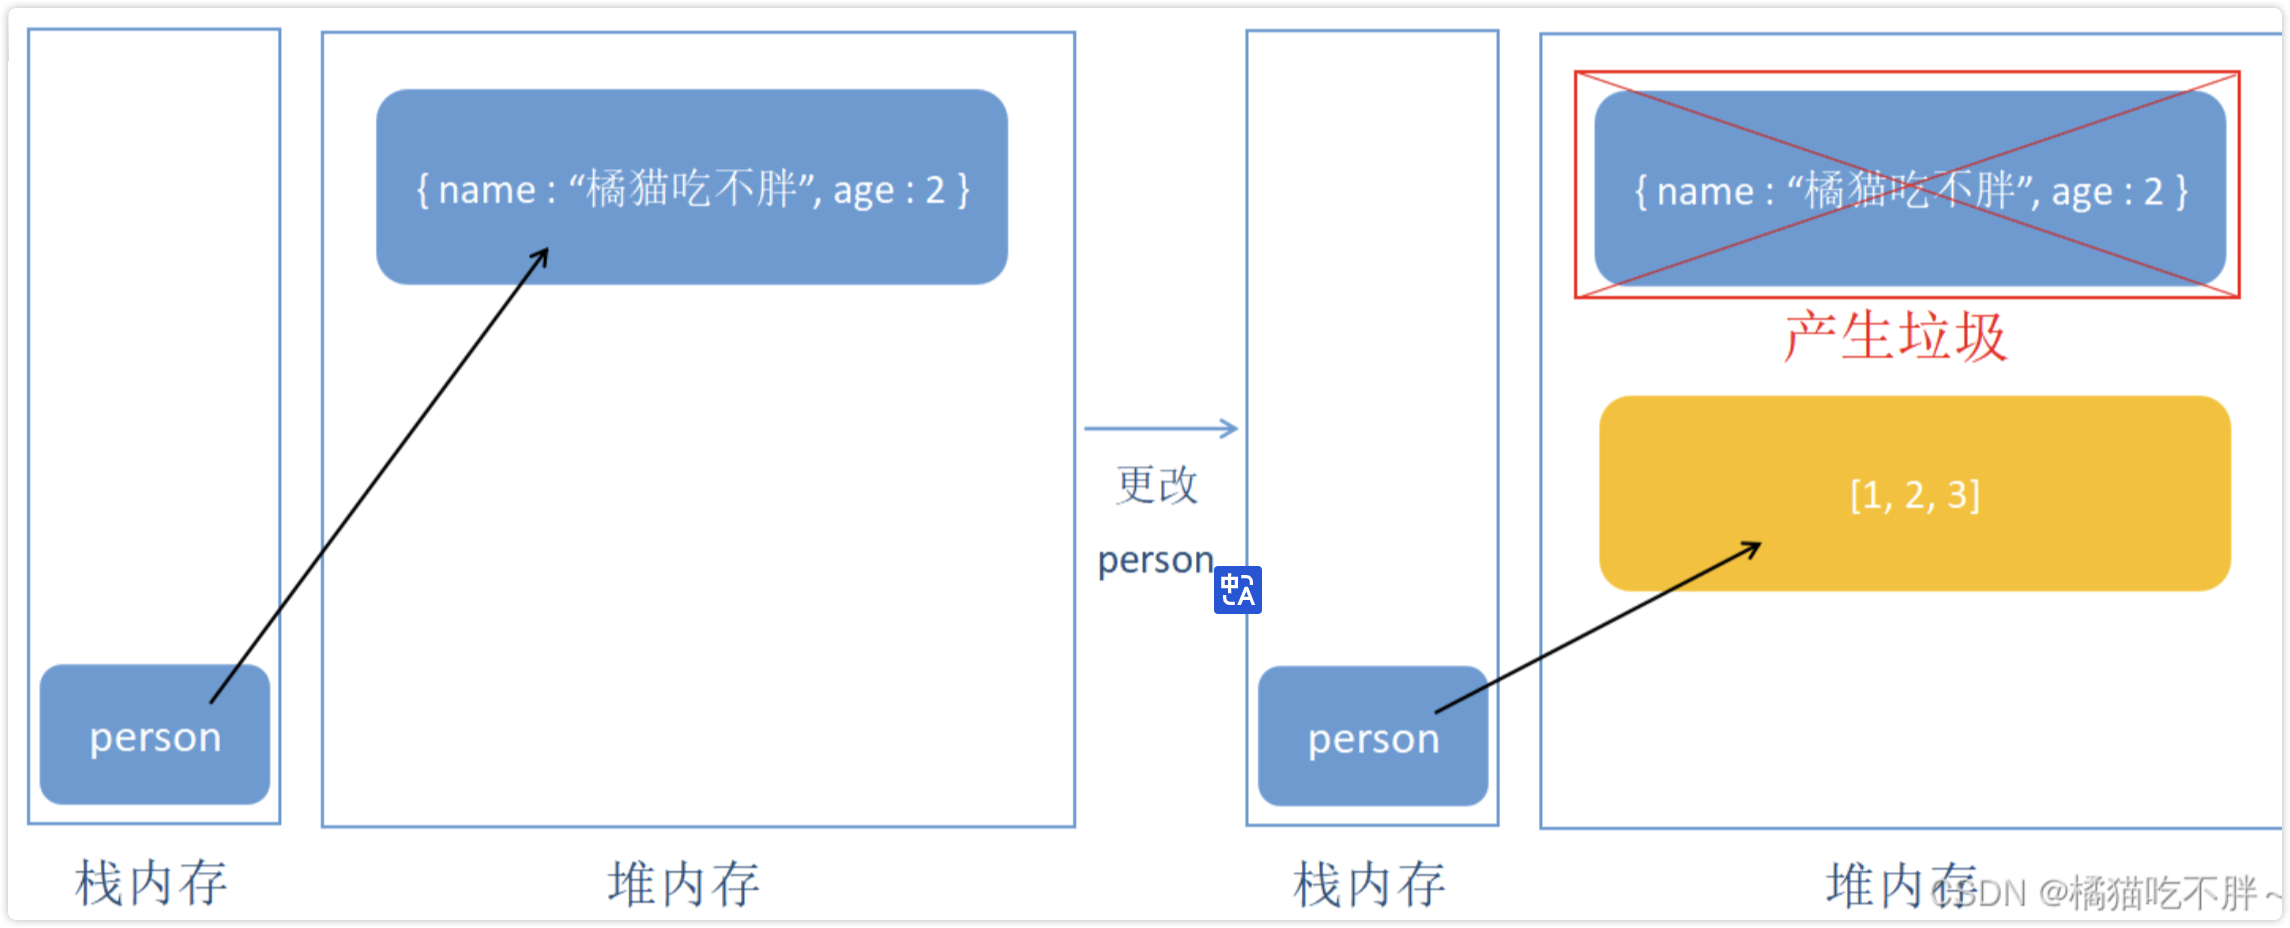 { name : “橘猫吃不胖”, age : 2 }
person
栈内存
堆内存
更改
person
中A
{ name : “橘猫吃不胖”, age : 2 }
产生垃圾
[1, 2, 3]
person
栈内存
堆内存
CSDN @橘猫吃不胖~